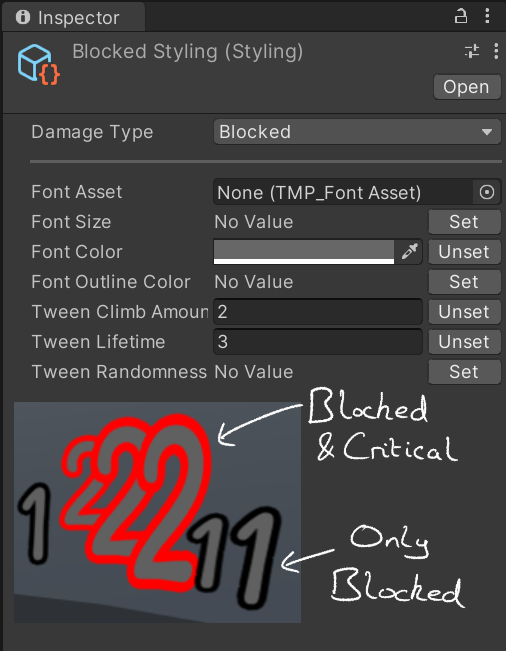 Inspector
Blocked Styling (Styling)
Open
Damage Type Blocked
Font Asset None (TMP_Font Asset)
Font Size No Value Set
Font Color Unset
Font Outline Color No Value Set
Tween Climb Amoun 2 Unset
Tween Lifetime 3 Unset
Tween Randomness No Value Set
Blocked
& Critical
1 2 2 2 1 1
Only
Blocked